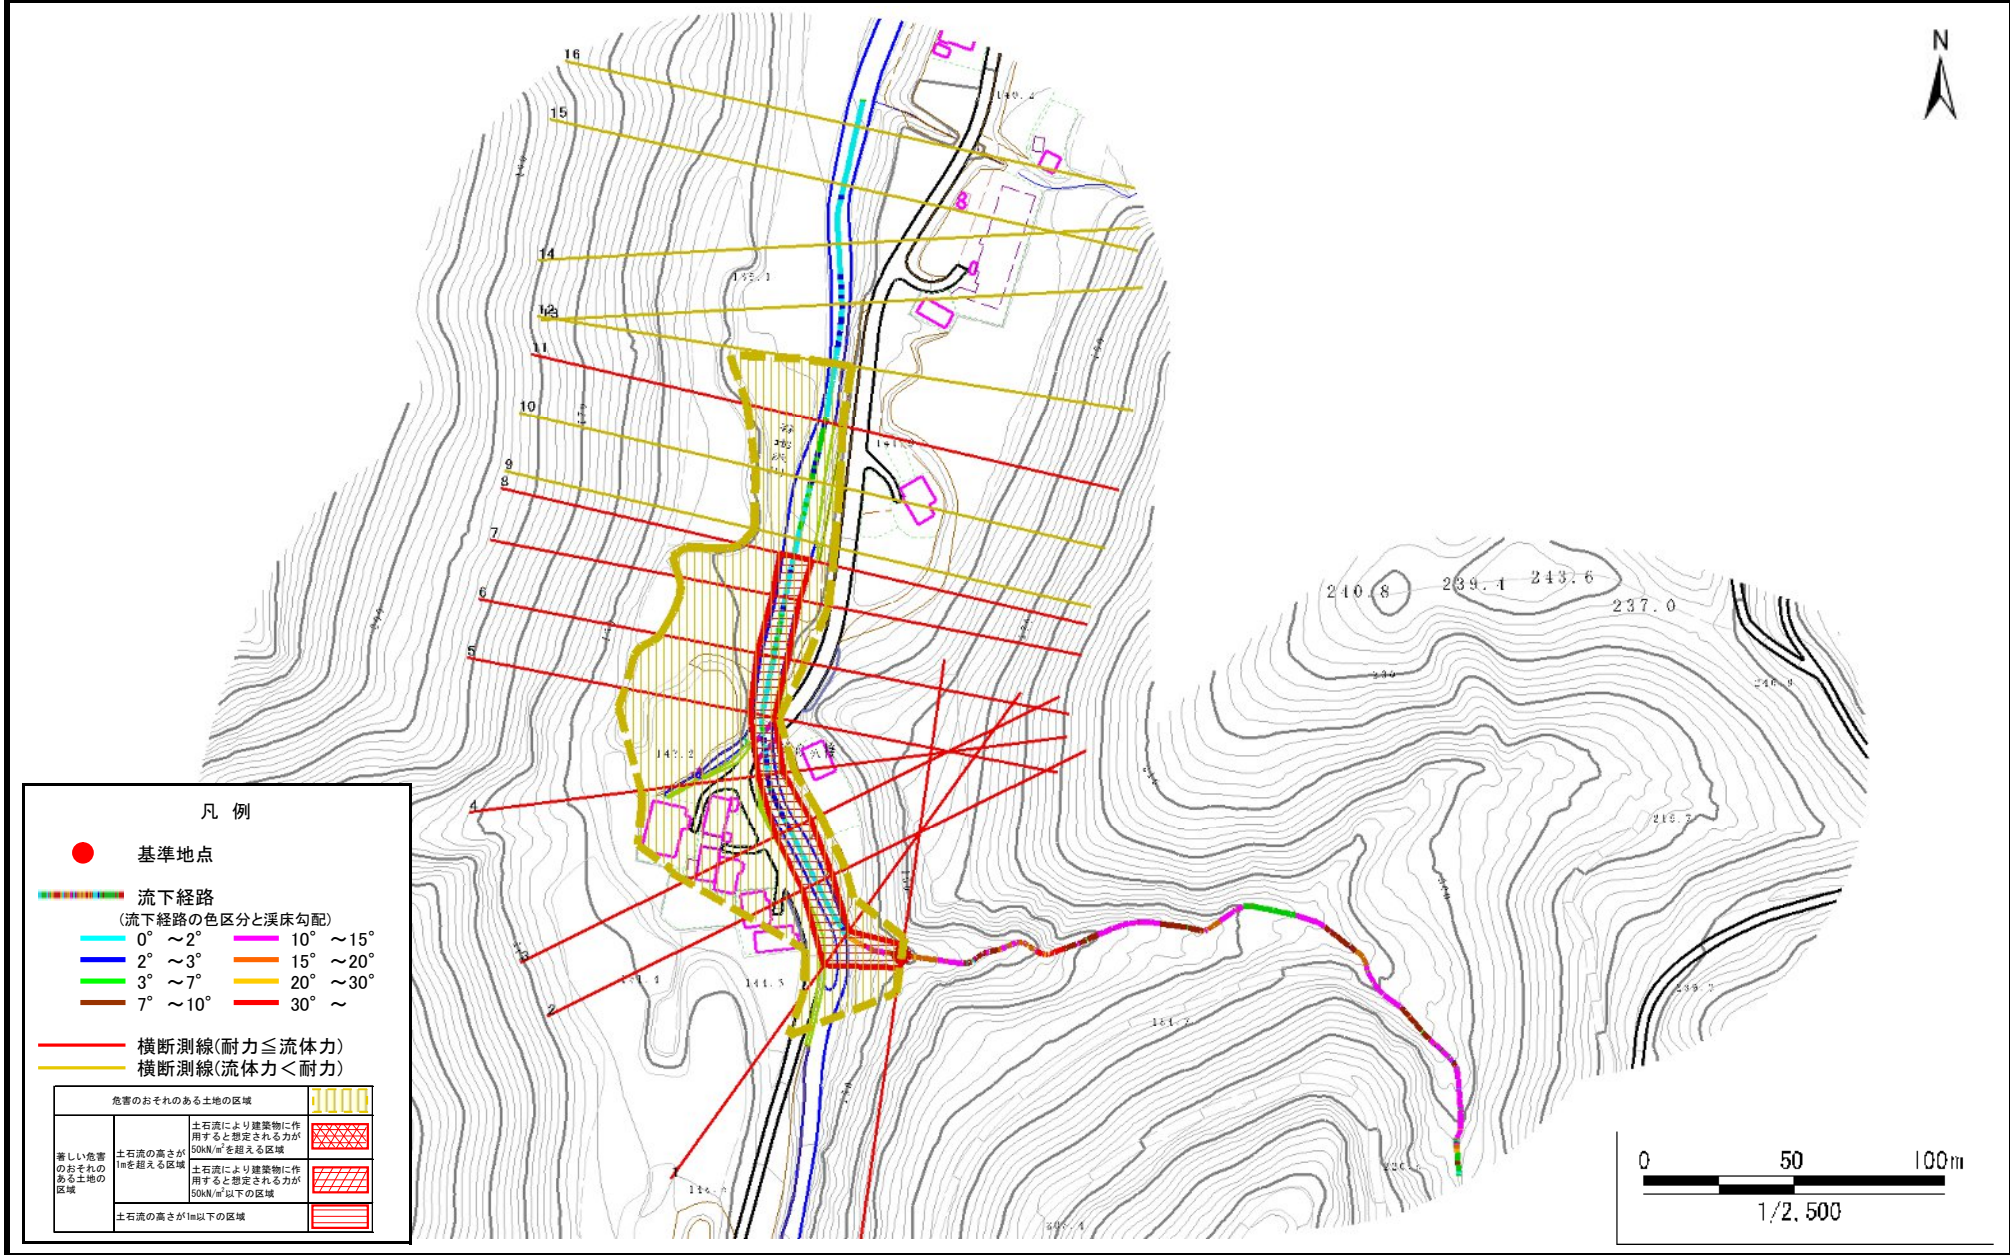 N
16
15
14
12
13
11
10
9
8
7
6
5
4
3
2
1
140.2
145.1
147.2
144.3
240.8
239.4
243.6
237.0
凡 例
基準地点
流下経路
(流下経路の色区分と渓床勾配)
0° ～2° 10° ～15°
2° ～3° 15° ～20°
3° ～7° 20° ～30°
7° ～10° 30° ～
横断測線(耐力≦流体力)
横断測線(流体力＜耐力)
危害のおそれのある土地の区域
著しい危害
のおそれの
ある土地の
区域
土石流の高さが
1mを超える区域
土石流により建築物に作
用すると想定される力が
50kN/m²を超える区域
土石流により建築物に作
用すると想定される力が
50kN/m²以下の区域
土石流の高さが1m以下の区域
0 50 100m
1/2,500